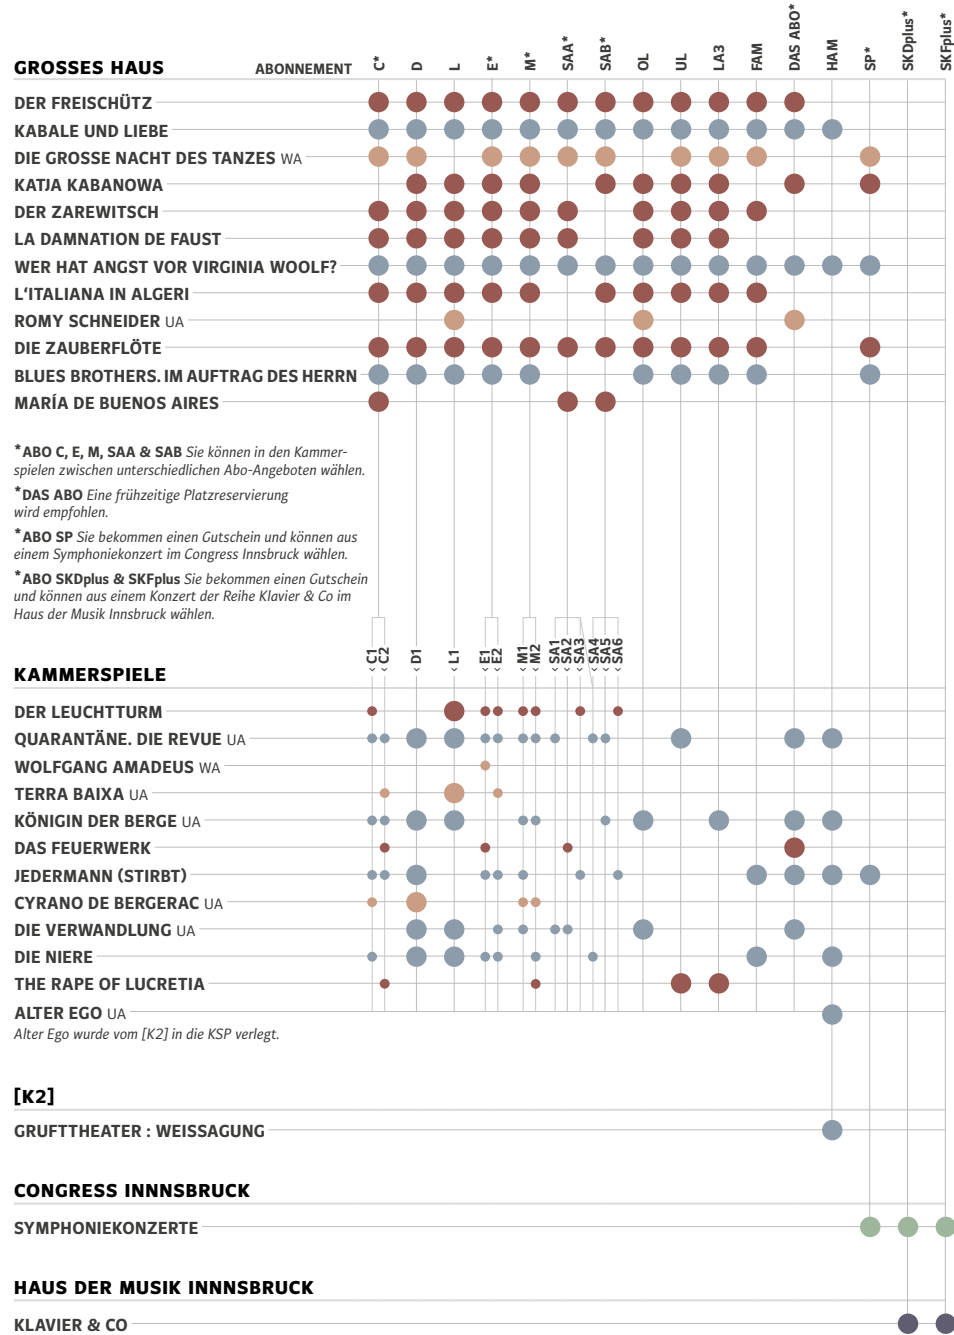 GROSSES HAUS ABONNEMENT C* D L E* M* SAA* SAB* OL UL LA3 FAM DAS ABO* HAM SP* SKDplus* SKFplus*
DER FREISCHÜTZ
KABALE UND LIEBE
DIE GROSSE NACHT DES TANZES WA
KATJA KABANOWA
DER ZAREWITSCH
LA DAMNATION DE FAUST
WER HAT ANGST VOR VIRGINIA WOOLF?
L‘ITALIANA IN ALGERI
ROMY SCHNEIDER UA
DIE ZAUBERFLÖTE
BLUES BROTHERS. IM AUFTRAG DES HERRN
MARÍA DE BUENOS AIRES
*ABO C, E, M, SAA & SAB Sie können in den Kammer-
spielen zwischen unterschiedlichen Abo-Angeboten wählen.
*DAS ABO Eine frühzeitige Platzreservierung
wird empfohlen.
*ABO SP Sie bekommen einen Gutschein und können aus
einem Symphoniekonzert im Congress Innsbruck wählen.
*ABO SKDplus & SKFplus Sie bekommen einen Gutschein
und können aus einem Konzert der Reihe Klavier & Co im
Haus der Musik Innsbruck wählen.
KAMMERSPIELE C1 C2 D1 L1 E1 E2 M1 M2 SA1 SA2 SA3 SA4 SA5 SA6
DER LEUCHTTURM
QUARANTÄNE. DIE REVUE UA
WOLFGANG AMADEUS WA
TERRA BAIXA UA
KÖNIGIN DER BERGE UA
DAS FEUERWERK
JEDERMANN (STIRBT)
CYRANO DE BERGERAC UA
DIE VERWANDLUNG UA
DIE NIERE
THE RAPE OF LUCRETIA
ALTER EGO UA
Alter Ego wurde vom [K2] in die KSP verlegt.
[K2]
GRUFTTHEATER : WEISSAGUNG
CONGRESS INNNSBRUCK
SYMPHONIEKONZERTE
HAUS DER MUSIK INNNSBRUCK
KLAVIER & CO